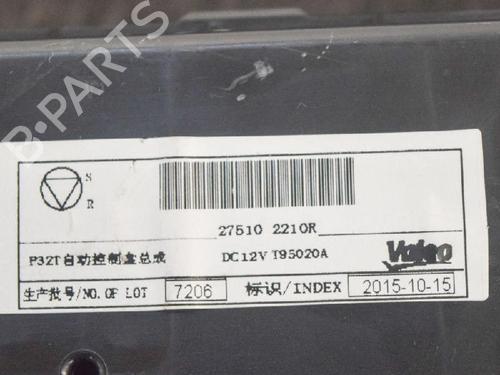 B·PARTS
S
R
27510 2210R
P32T自动控制盒总成 DC12V T95020A
Valeo
生产批号/NO.OF LOT 7206 标识/INDEX 2015-10-15